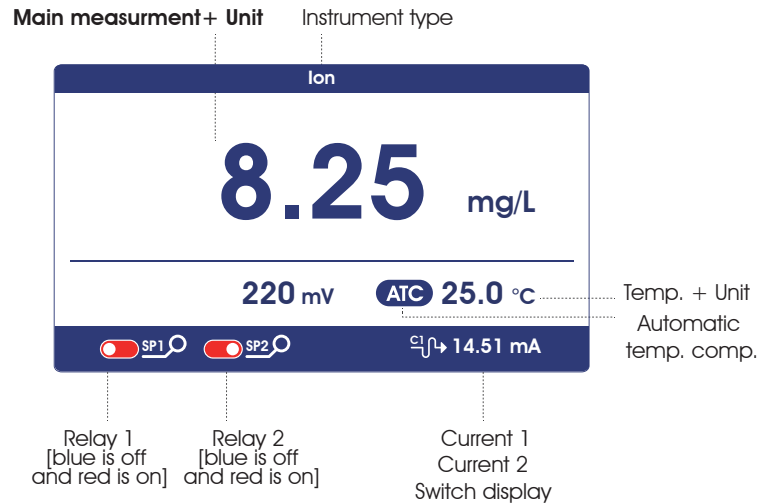 Main measurment+ Unit
Instrument type
Ion
8.25 mg/L
220 mV ATC 25.0 °C
Temp. + Unit
Automatic
temp. comp.
SP1 SP2 C1 14.51 mA
Relay 1
[blue is off
and red is on]
Relay 2
[blue is off
and red is on]
Current 1
Current 2
Switch display